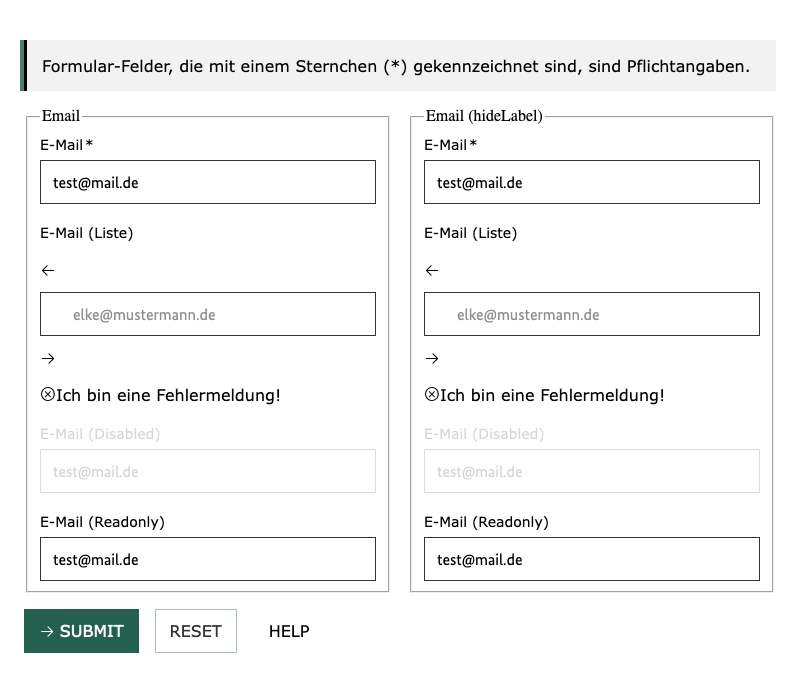 Formular-Felder, die mit einem Sternchen (*) gekennzeichnet sind, sind Pflichtangaben.
Email
E-Mail*
test@mail.de
E-Mail (Liste)
←
elke@mustermann.de
→
Ich bin eine Fehlermeldung!
E-Mail (Disabled)
test@mail.de
E-Mail (Readonly)
test@mail.de
Email (hideLabel)
E-Mail*
test@mail.de
E-Mail (Liste)
←
elke@mustermann.de
→
Ich bin eine Fehlermeldung!
E-Mail (Disabled)
test@mail.de
E-Mail (Readonly)
test@mail.de
→ SUBMIT
RESET
HELP